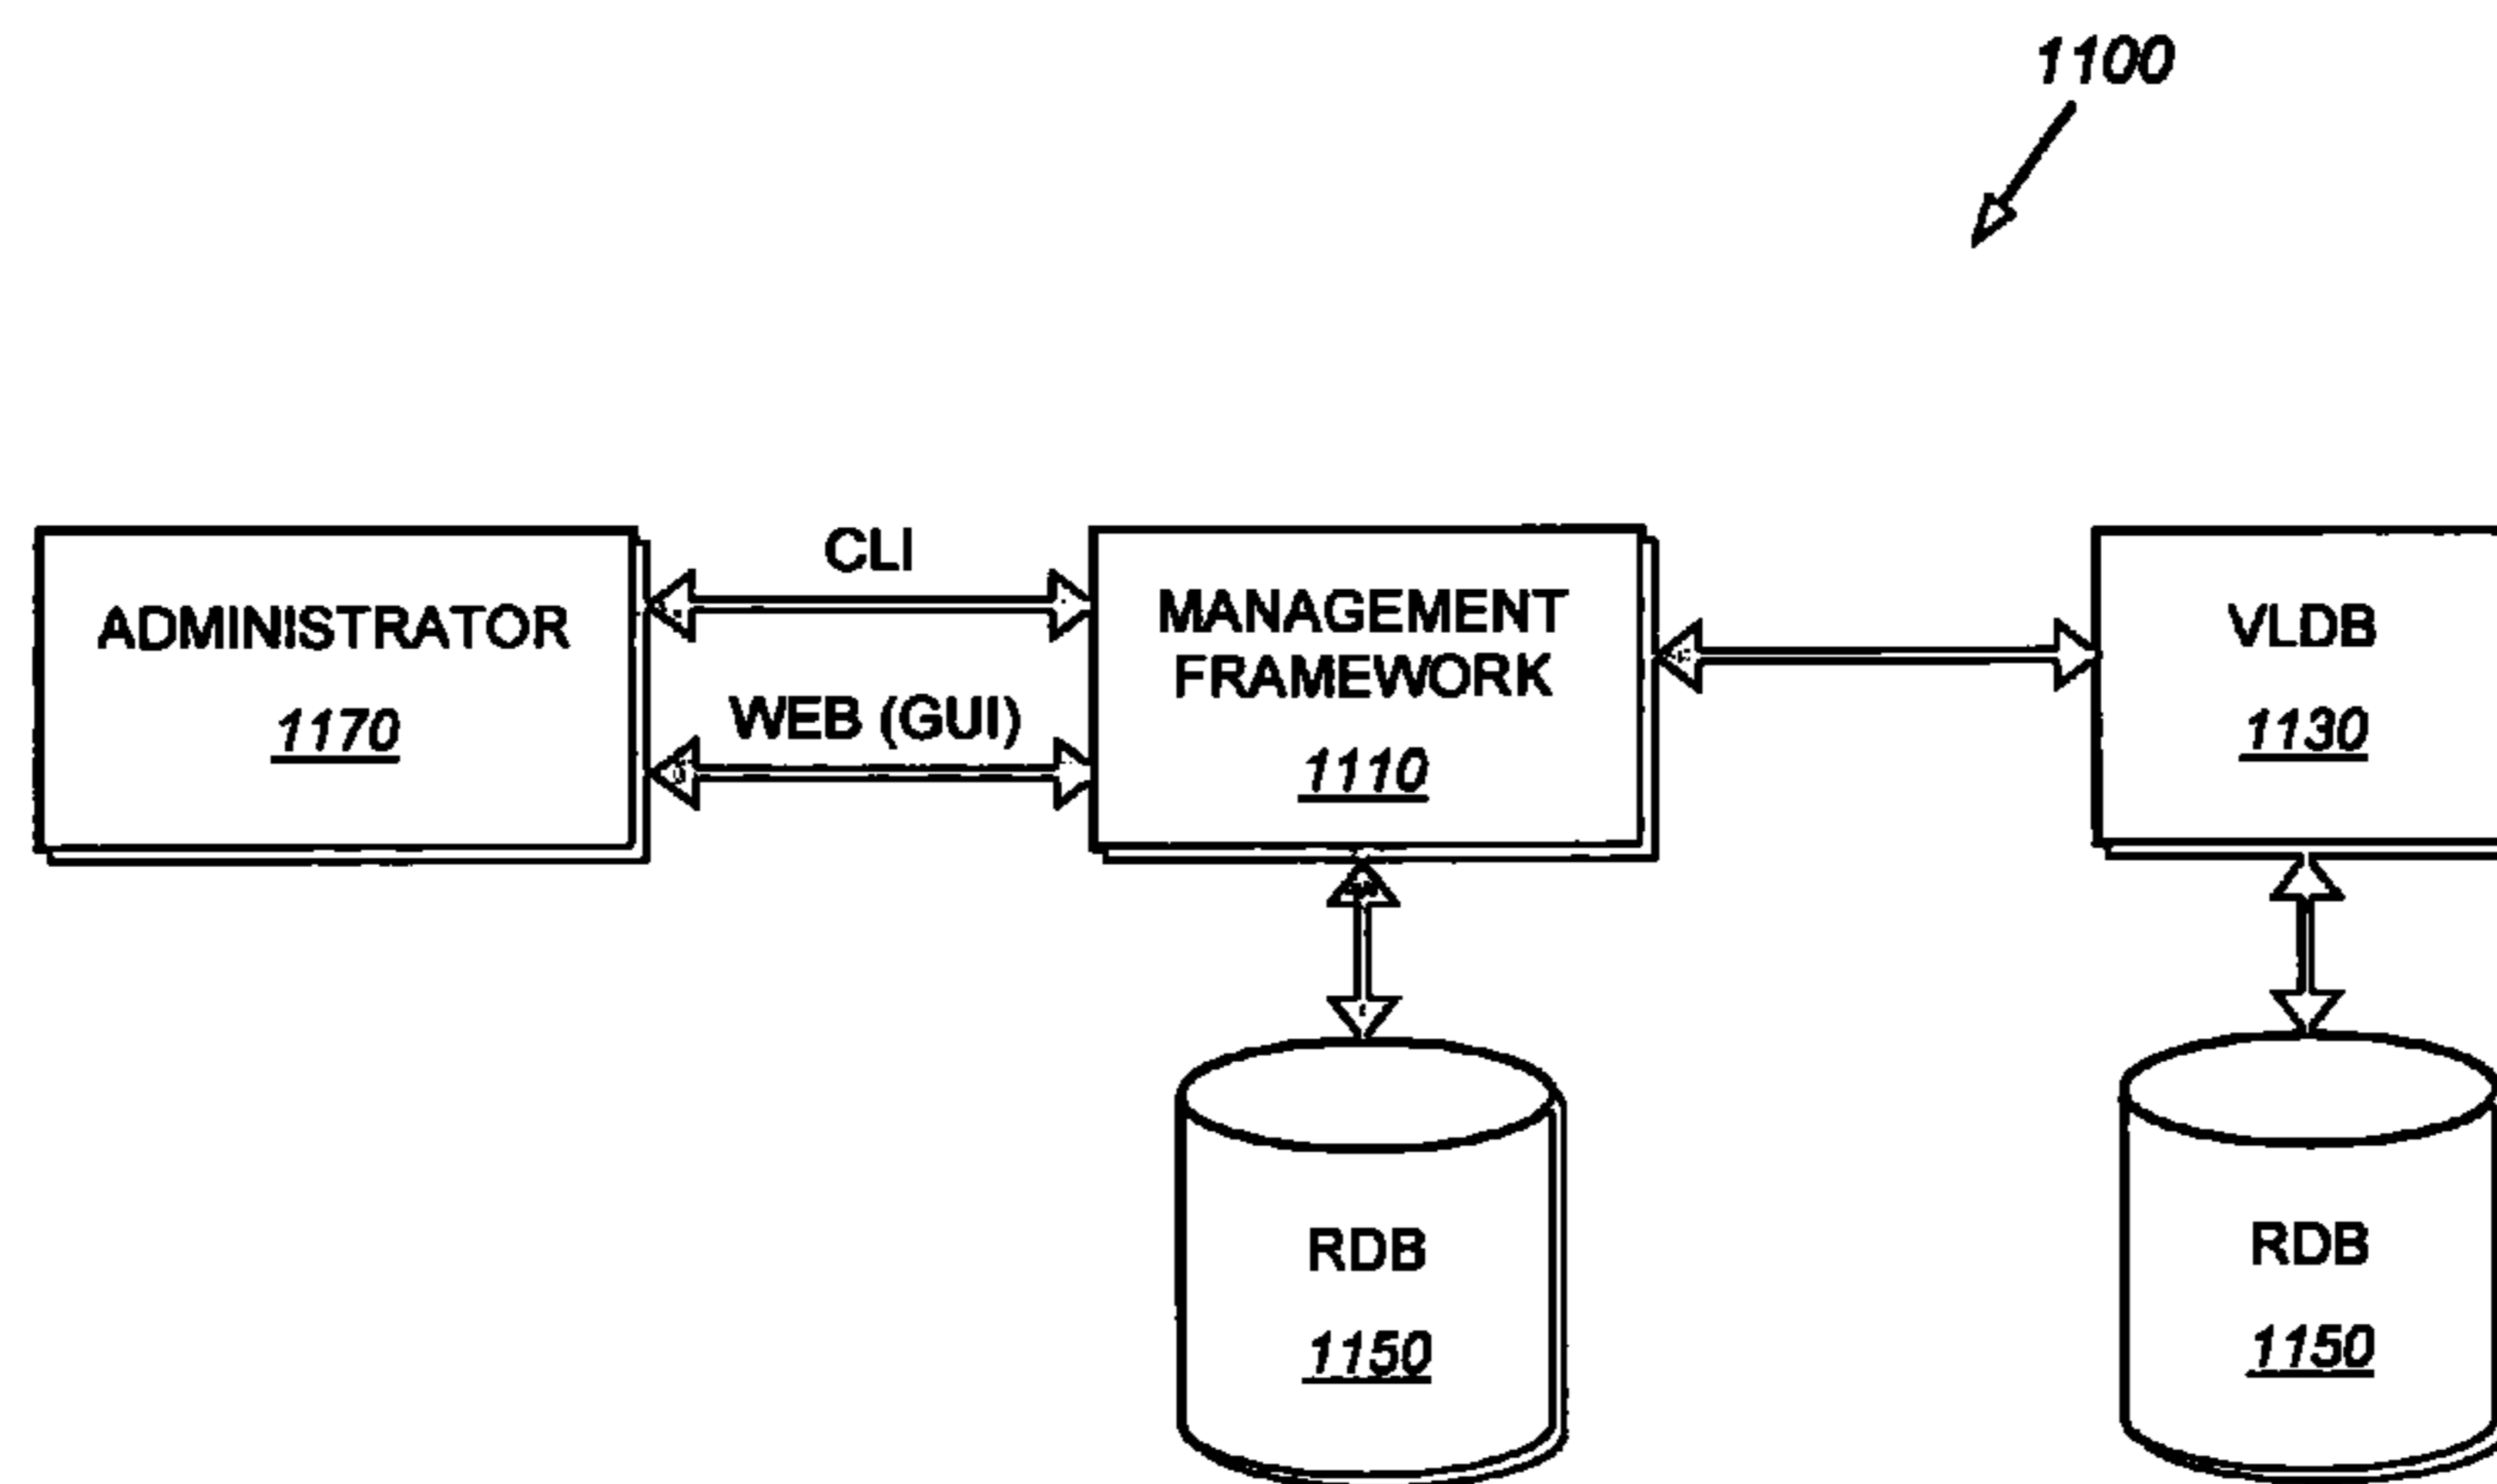 1100
ADMINISTRATOR
1170
CLI
WEB (GUI)
MANAGEMENT
FRAMEWORK
1110
VLDB
1130
RDB
1150
RDB
1150